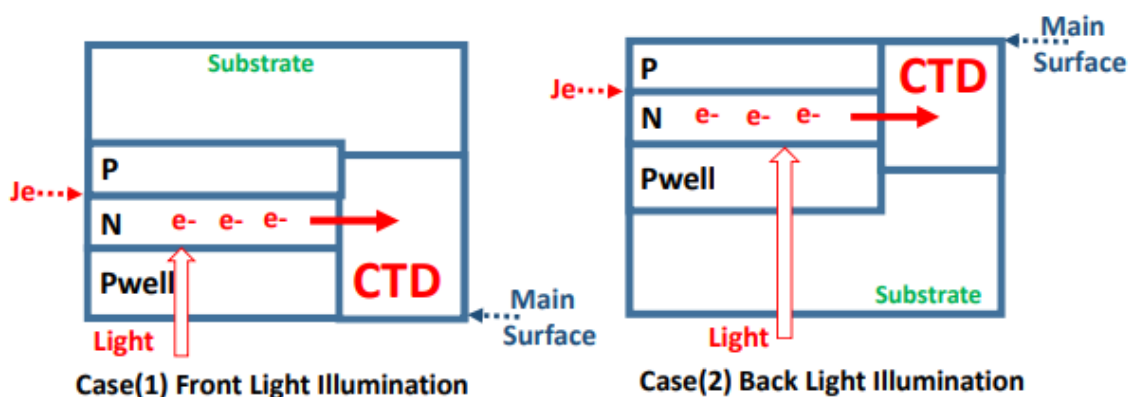 Substrate
P
Je
N e- e- e-
Pwell
CTD
Light
Main
Surface
Case(1) Front Light Illumination
Main
Surface
P
CTD
Je
N e- e- e-
Pwell
Substrate
Light
Case(2) Back Light Illumination